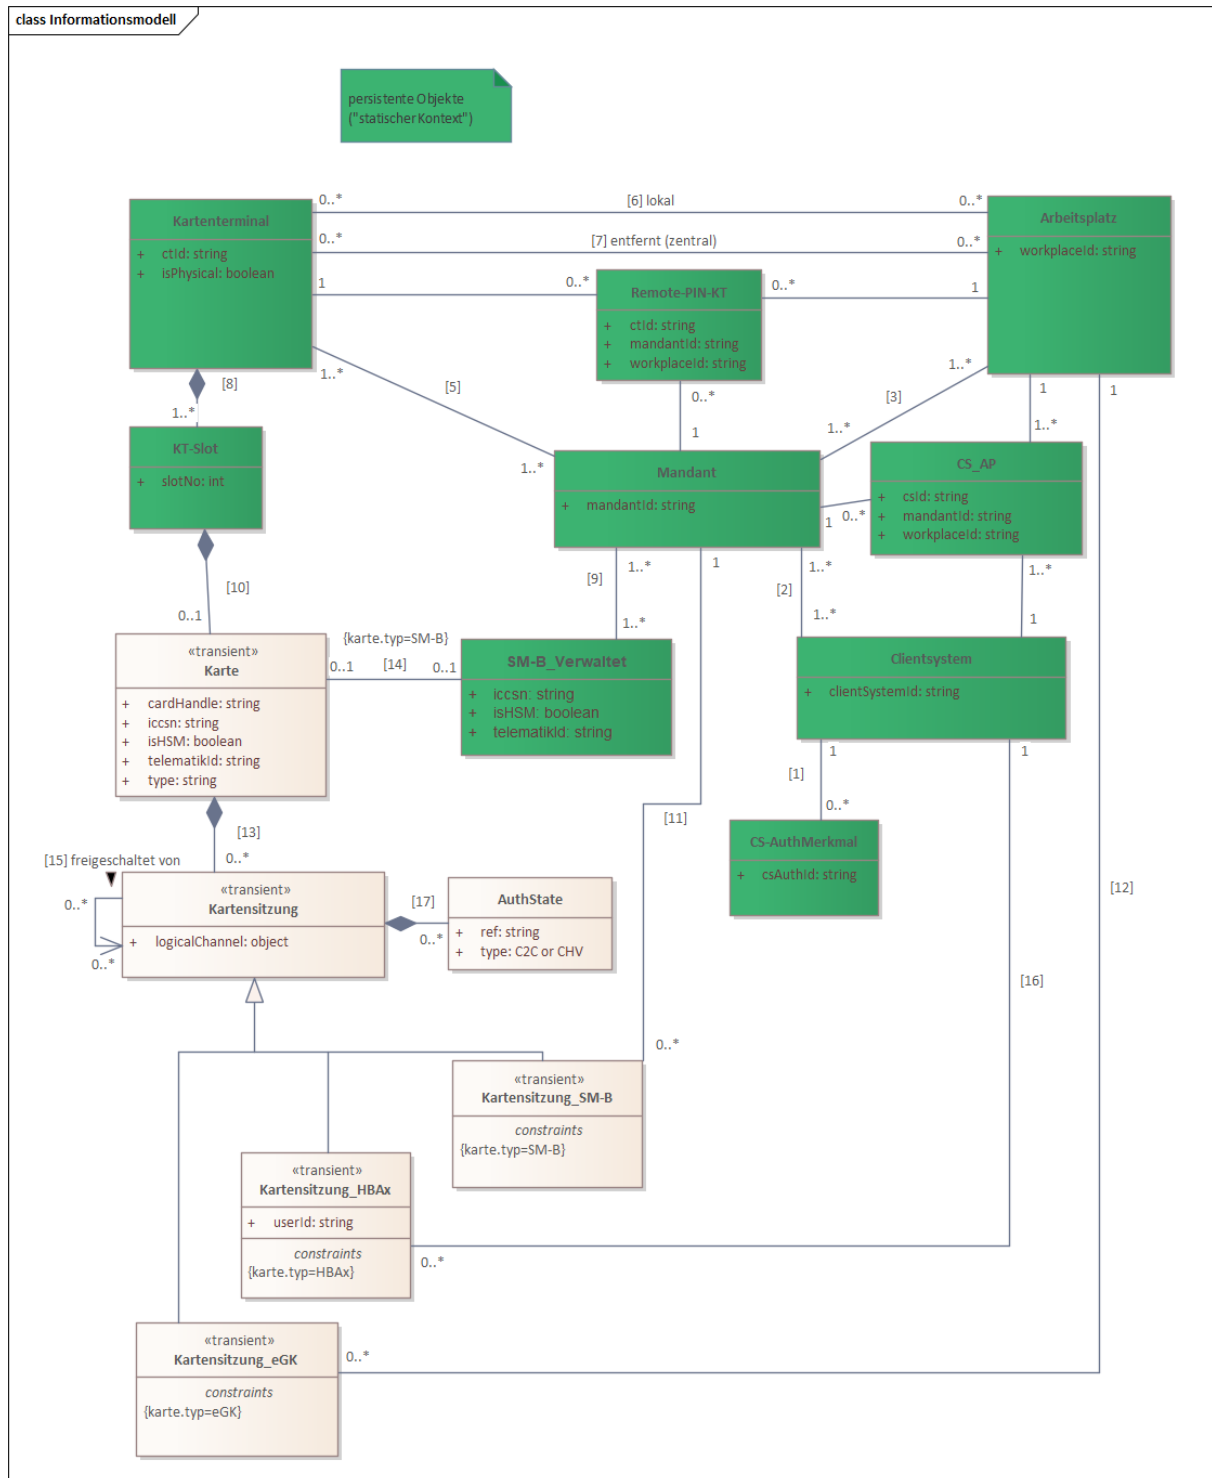 class Informationsmodell
persistente Objekte
("statischer Kontext")
0..*
[6] lokal
0..*
Kartenterminal
+ ctId: string
+ isPhysical: boolean
Arbeitsplatz
+ workplaceId: string
0..*
[7] entfernt (zentral)
0..*
1
0..*
Remote-PIN-KT
+ ctId: string
+ mandantId: string
+ workplaceId: string
0..*
1
1..*
[5]
[8]
1..*
0..*
1
[3]
1..*
1..*
1
1
1..*
KT-Slot
+ slotNo: int
1..*
Mandant
+ mandantId: string
CS_AP
+ csId: string
+ mandantId: string
+ workplaceId: string
1
0..*
[10]
0..1
[9]
1..*
1..*
1
1..*
[2]
1..*
1..*
1
«transient»
Karte
+ cardHandle: string
+ iccsn: string
+ isHSM: boolean
+ telematikId: string
+ type: string
{karte.typ=SM-B}
0..1
[14]
0..1
SM-B_Verwaltet
+ iccsn: string
+ isHSM: boolean
+ telematikId: string
Clientsystem
+ clientSystemId: string
1
[1]
0..*
1
[11]
CS-AuthMerkmal
+ csAuthId: string
[13]
0..*
[15] freigeschaltet von
0..*
0..*
«transient»
Kartensitzung
+ logicalChannel: object
[17]
0..*
AuthState
+ ref: string
+ type: C2C or CHV
[12]
[16]
0..*
«transient»
Kartensitzung_SM-B
constraints
{karte.typ=SM-B}
«transient»
Kartensitzung_HBAx
+ userId: string
constraints
{karte.typ=HBAx}
0..*
«transient»
Kartensitzung_eGK
constraints
{karte.typ=eGK}
0..*